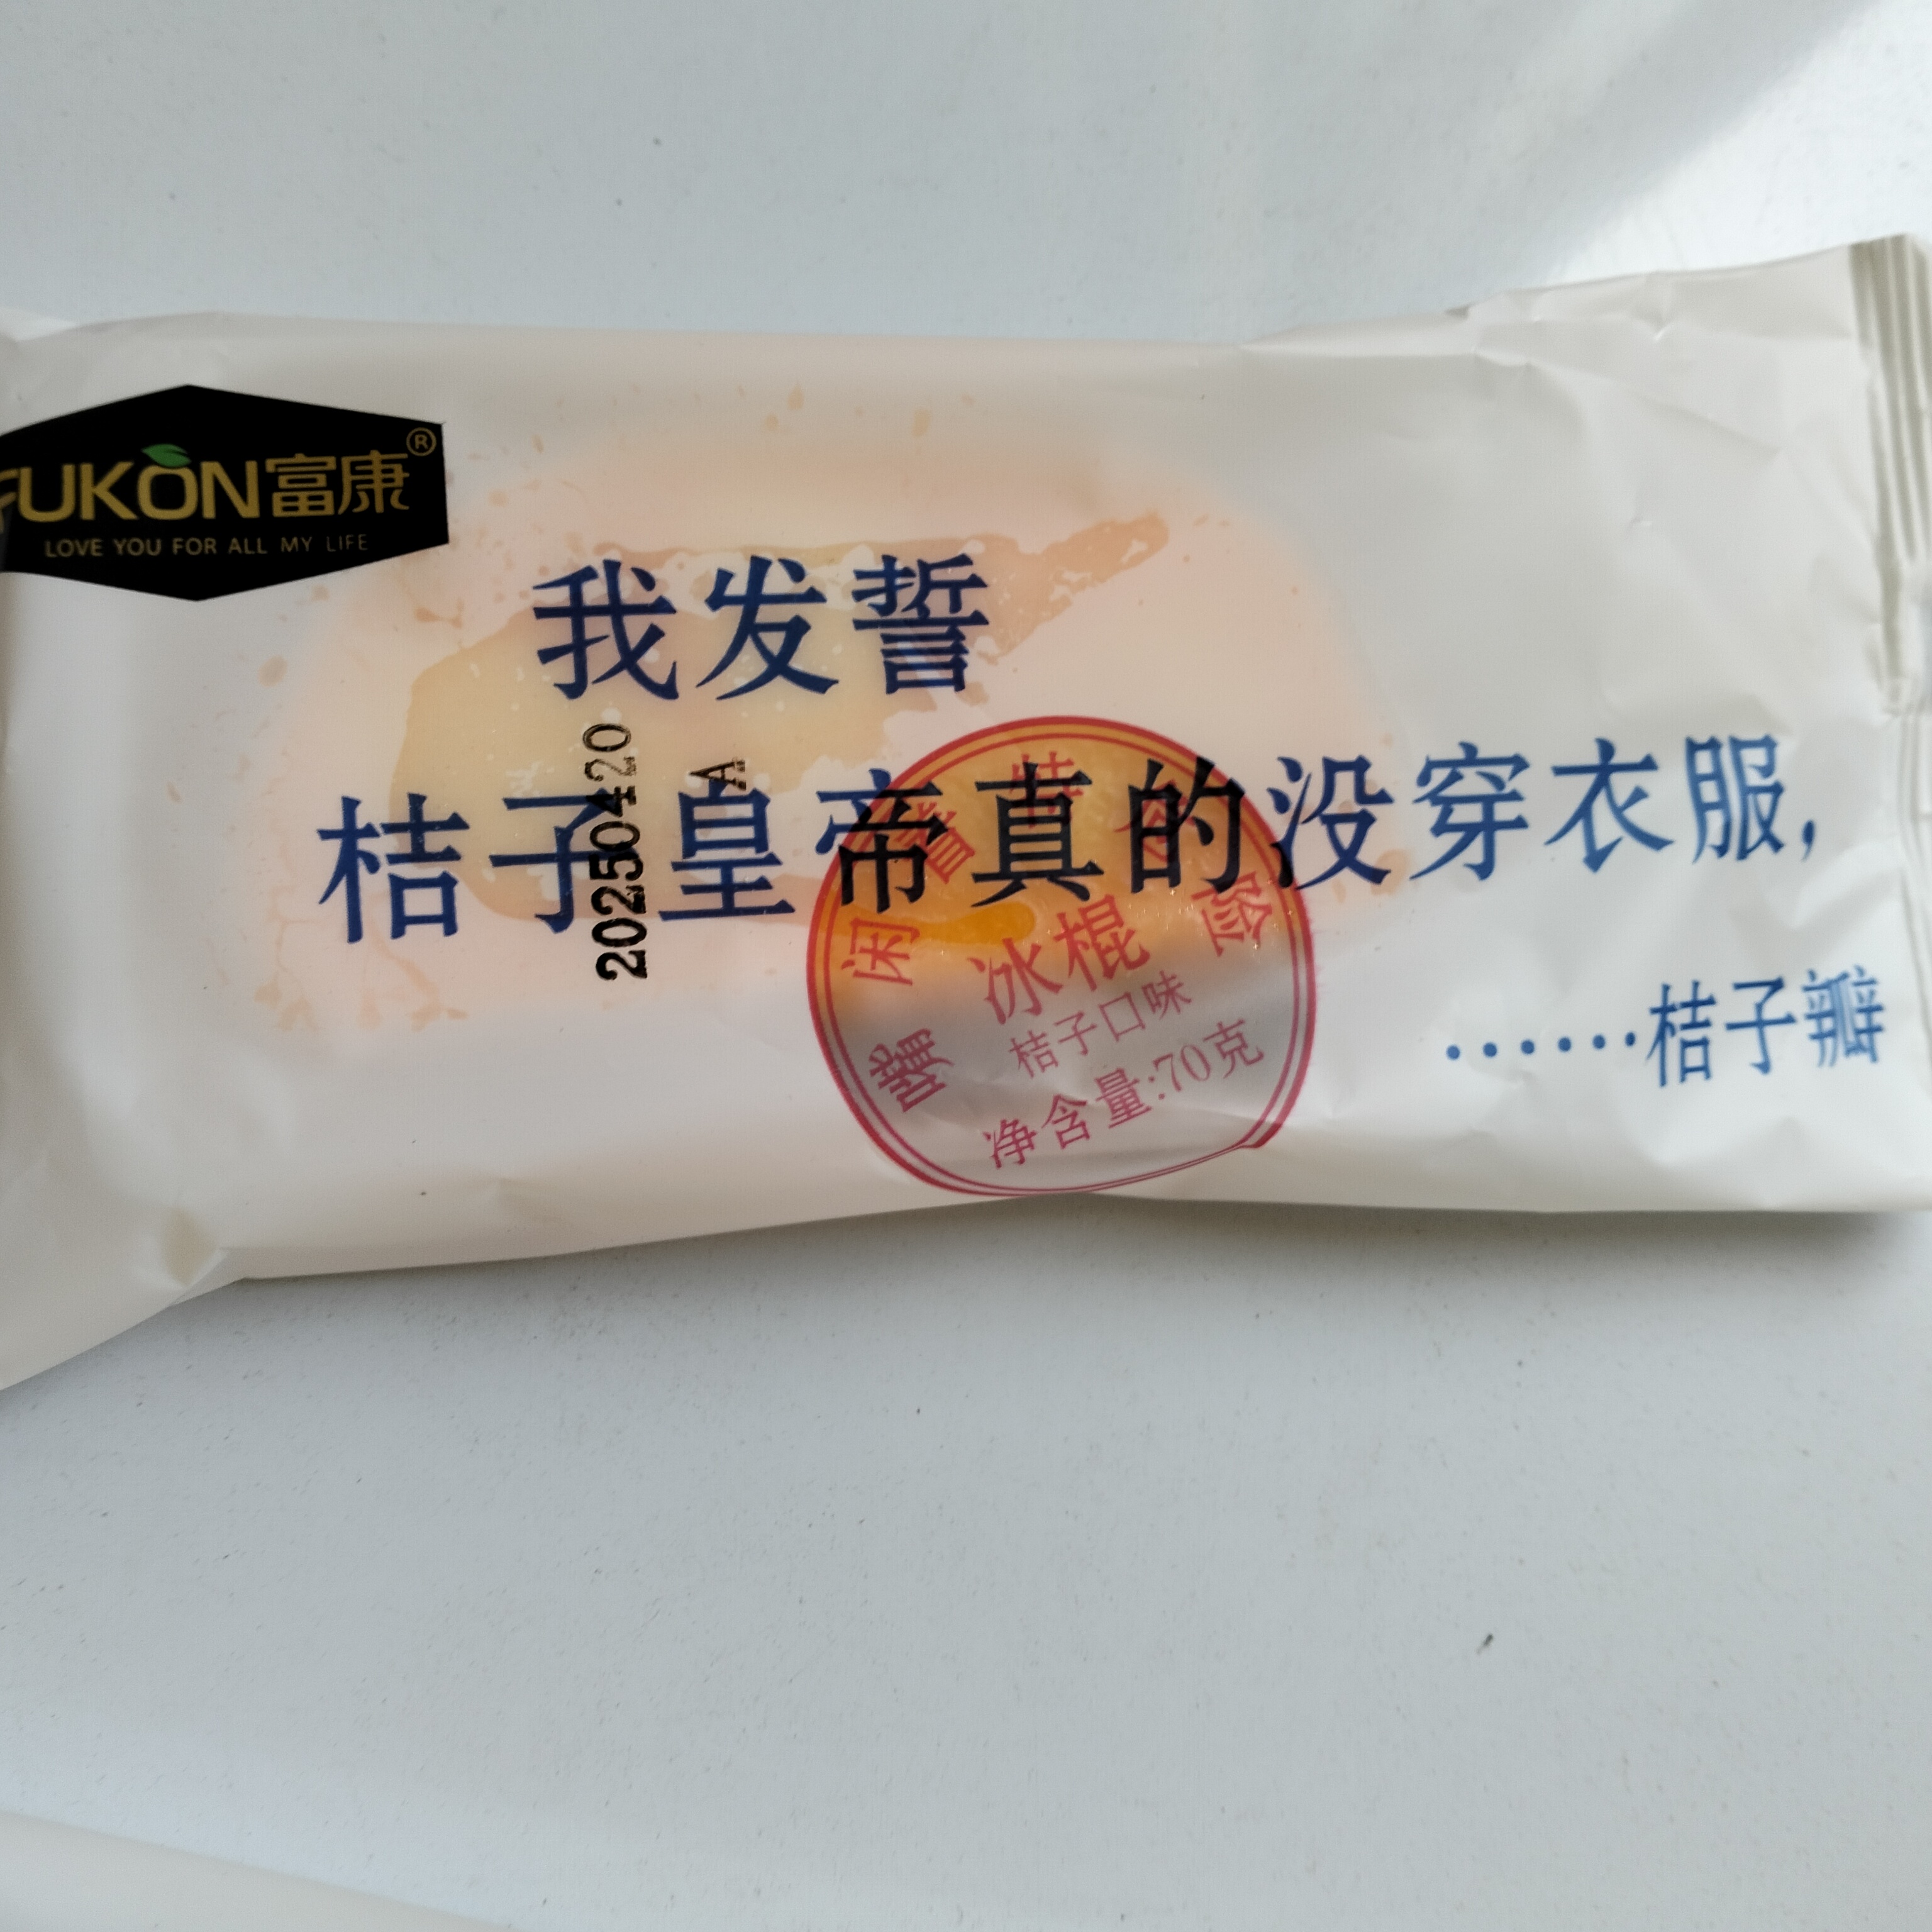 FUKON富康®
LOVE YOU FOR ALL MY LIFE
我发誓
桔子皇帝真的没穿衣服,
......桔子瓣
20250420
A
冰棍
桔子口味
净含量:70克